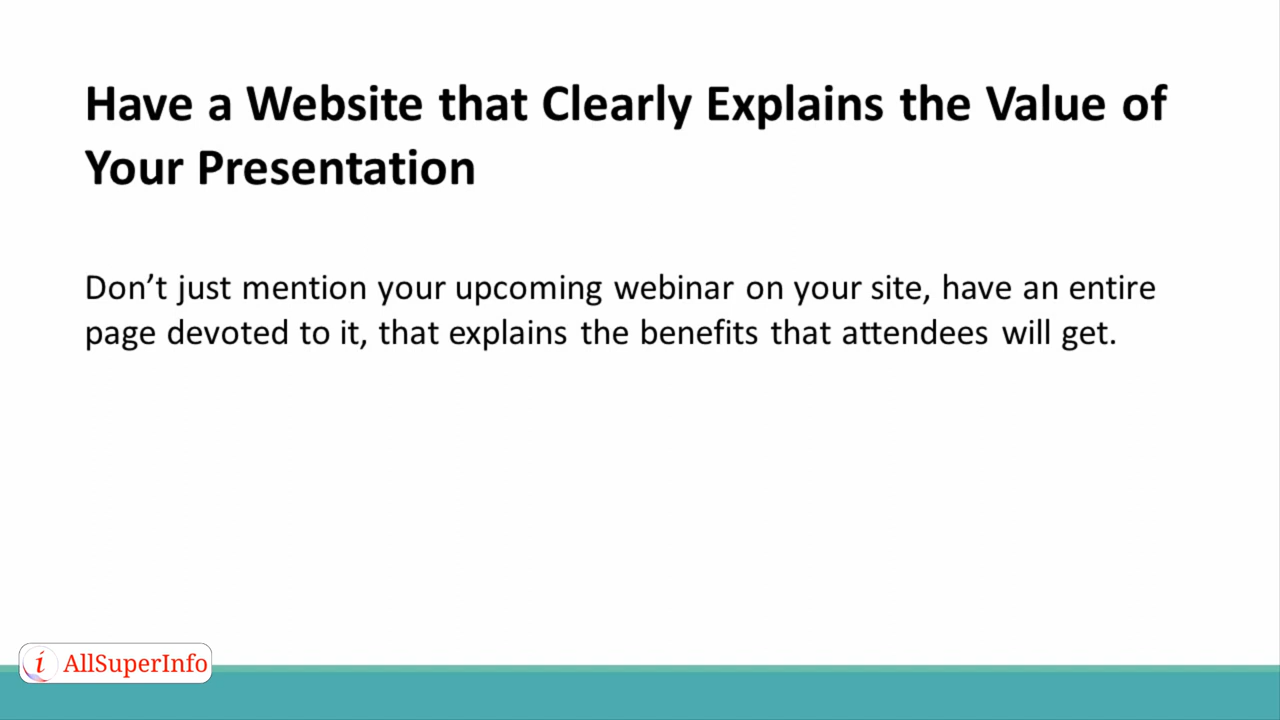 Have a Website that Clearly Explains the Value of
Your Presentation
Don’t just mention your upcoming webinar on your site, have an entire
page devoted to it, that explains the benefits that attendees will get.
i AllSuperInfo